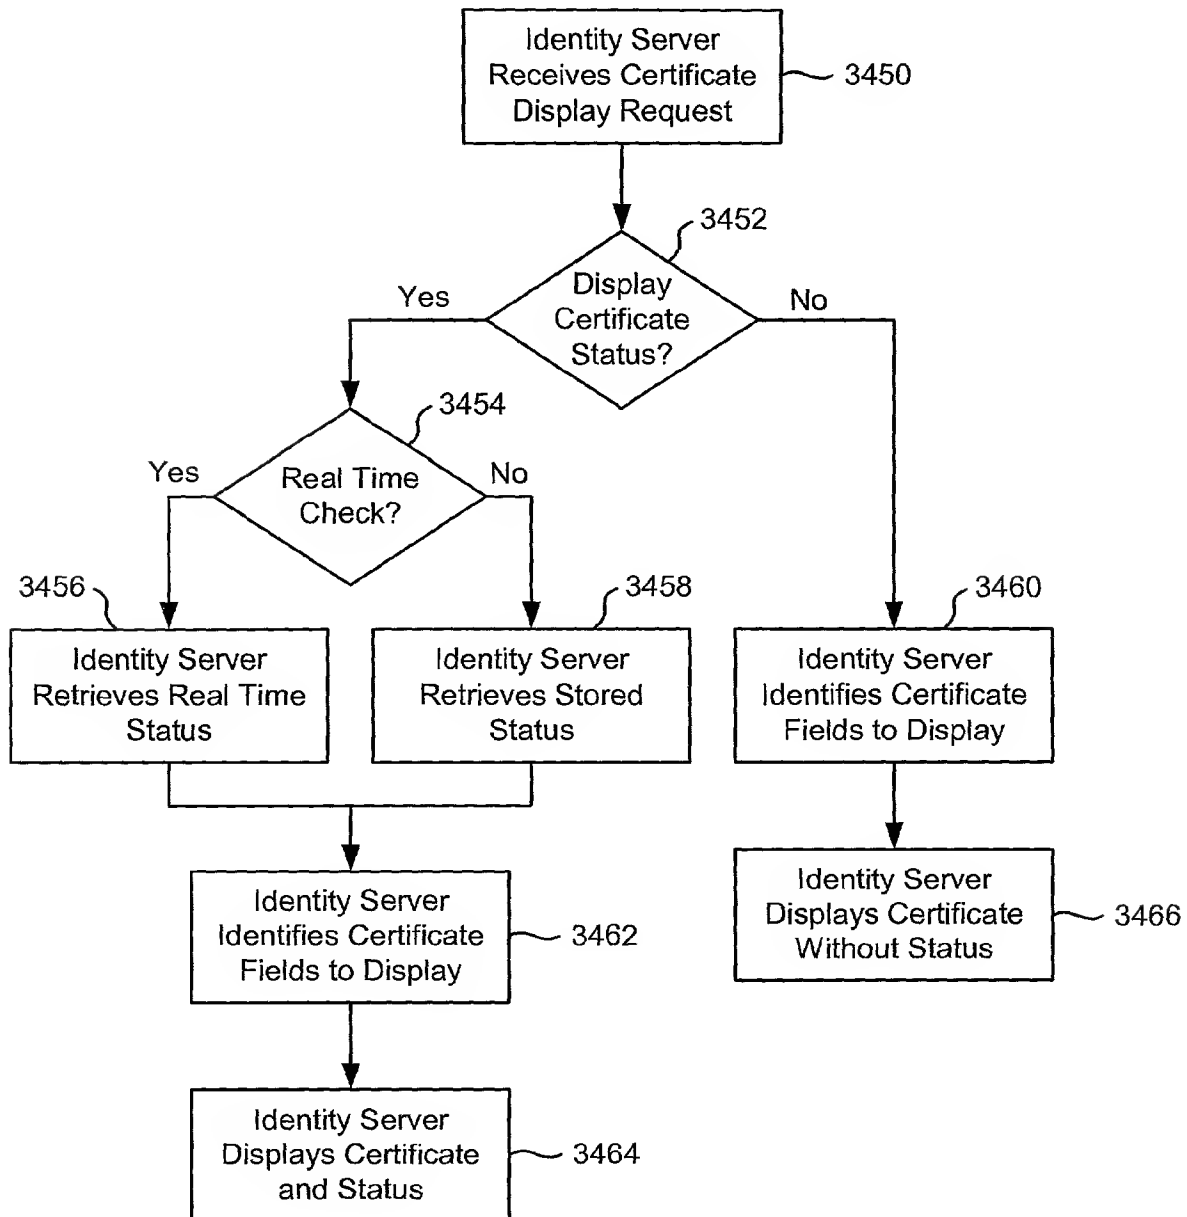 Identity Server
Receives Certificate
Display Request
3450
3452
Display
Certificate
Status?
Yes
No
3454
Real Time
Check?
Yes
No
3456
3458
3460
Identity Server
Retrieves Real Time
Status
Identity Server
Retrieves Stored
Status
Identity Server
Identifies Certificate
Fields to Display
Identity Server
Identifies Certificate
Fields to Display
3462
Identity Server
Displays Certificate
Without Status
3466
Identity Server
Displays Certificate
and Status
3464